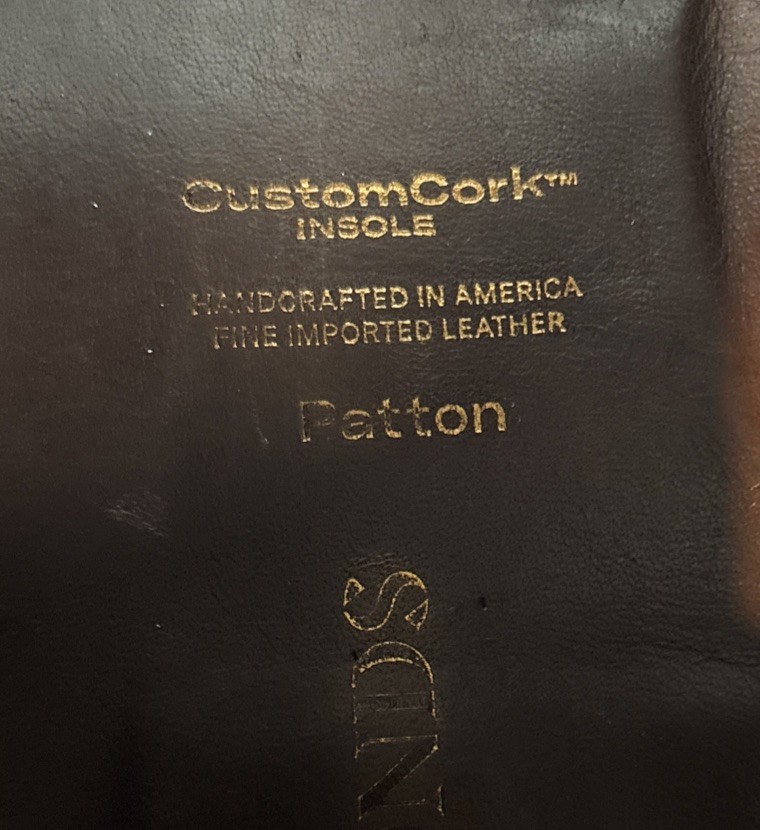 CustomCork™
INSOLE
HANDCRAFTED IN AMERICA
FINE IMPORTED LEATHER
Patton
NDS